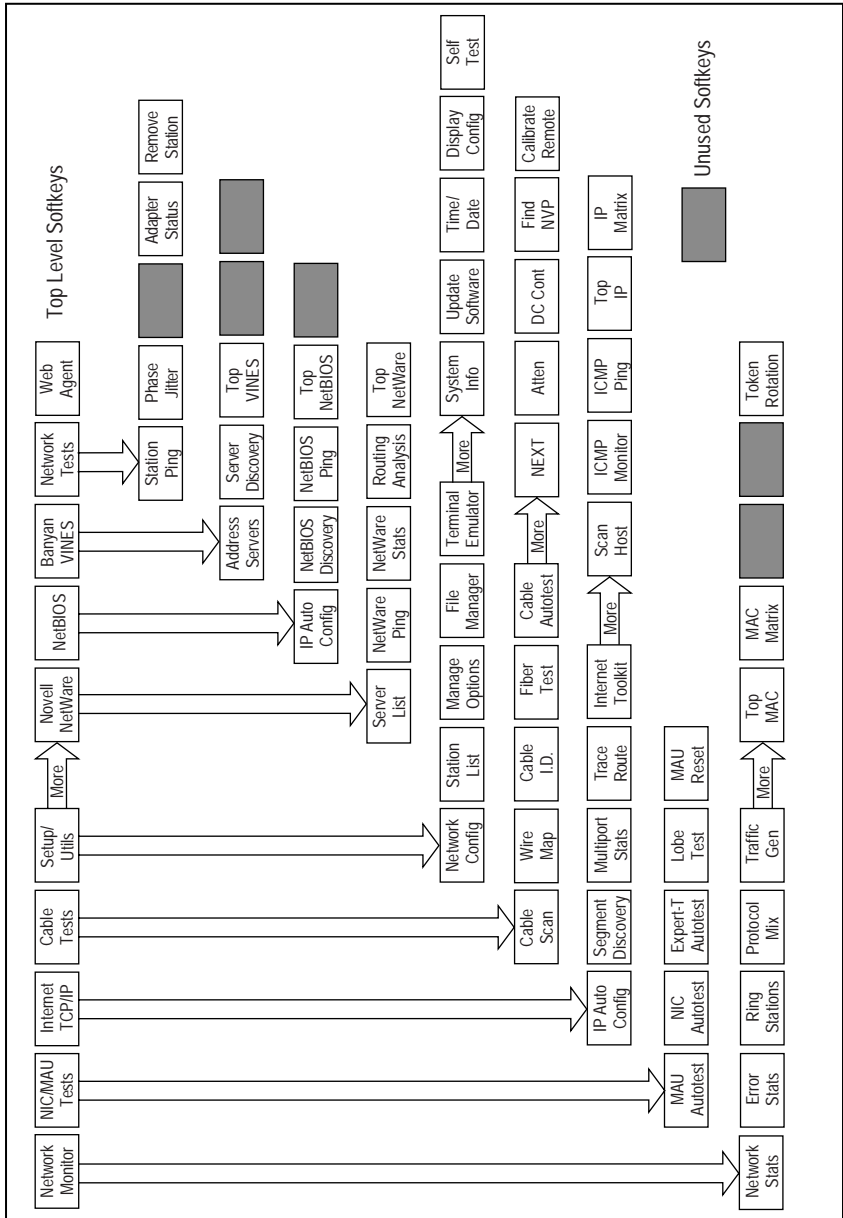 Top Level Softkeys
Network
Monitor
NIC/MAU
Tests
Internet
TCP/IP
Cable
Tests
Setup/
Utils
More
Novell
NetWare
NetBIOS
Banyan
VINES
Network
Tests
Web
Agent
Station
Ping
Phase
Jitter
Adapter
Status
Remove
Station
Address
Servers
Server
Discovery
Top
VINES
IP Auto
Config
NetBIOS
Discovery
NetBIOS
Ping
Top
NetBIOS
Server
List
NetWare
Ping
NetWare
Stats
Routing
Analysis
Top
NetWare
Network
Config
Station
List
Manage
Options
File
Manager
Terminal
Emulator
More
System
Info
Update
Software
Time/
Date
Display
Config
Self
Test
Cable
Scan
Wire
Map
Cable
I.D.
Fiber
Test
Cable
Autotest
More
NEXT
Atten
DC Cont
Find
NVP
Calibrate
Remote
IP Auto
Config
Segment
Discovery
Multiport
Stats
Trace
Route
Internet
Toolkit
More
Scan
Host
ICMP
Monitor
ICMP
Ping
Top
IP
IP
Matrix
MAU
Autotest
NIC
Autotest
Expert-T
Autotest
Lobe
Test
MAU
Reset
Network
Stats
Error
Stats
Ring
Stations
Protocol
Mix
Traffic
Gen
More
Top
MAC
MAC
Matrix
Token
Rotation
Unused Softkeys